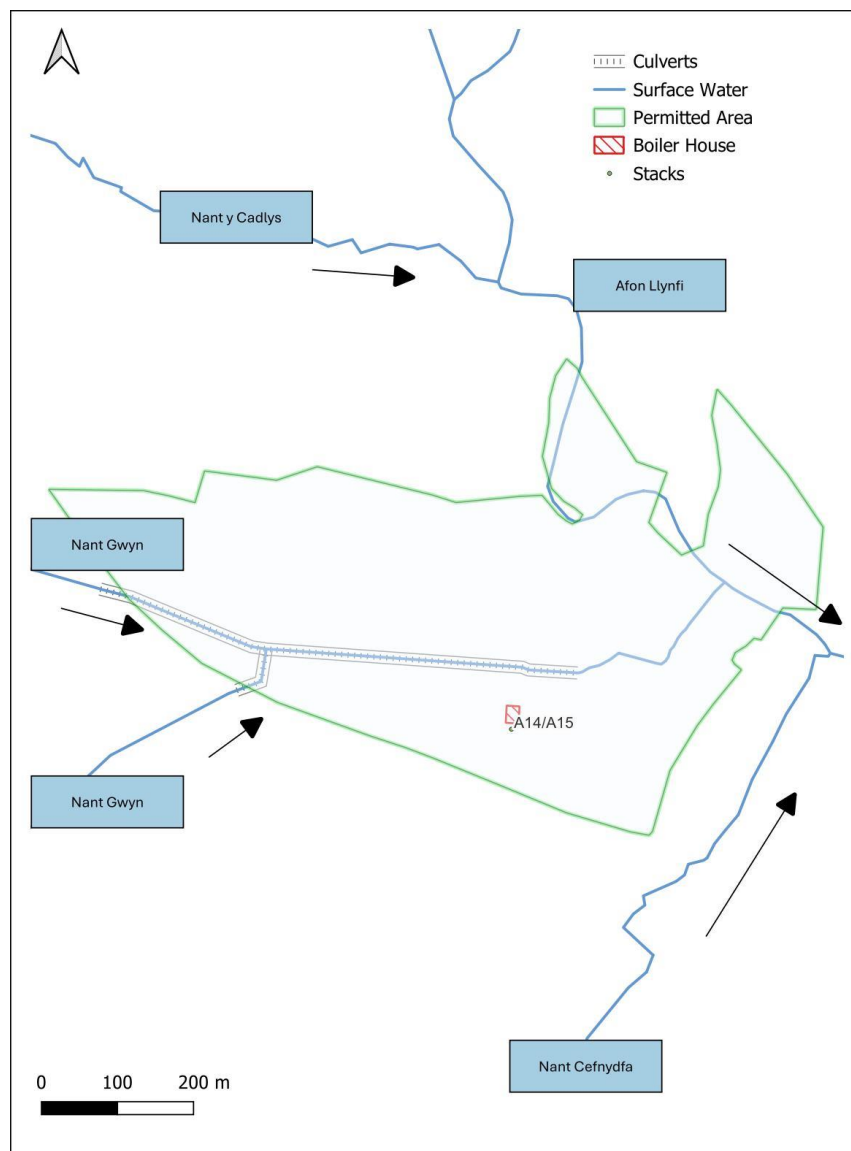 Culverts
Surface Water
Permitted Area
Boiler House
Stacks
Nant y Cadlys
Afon Llynfi
Nant Gwyn
A14/A15
Nant Gwyn
Nant Cefnydfa
0 100 200 m